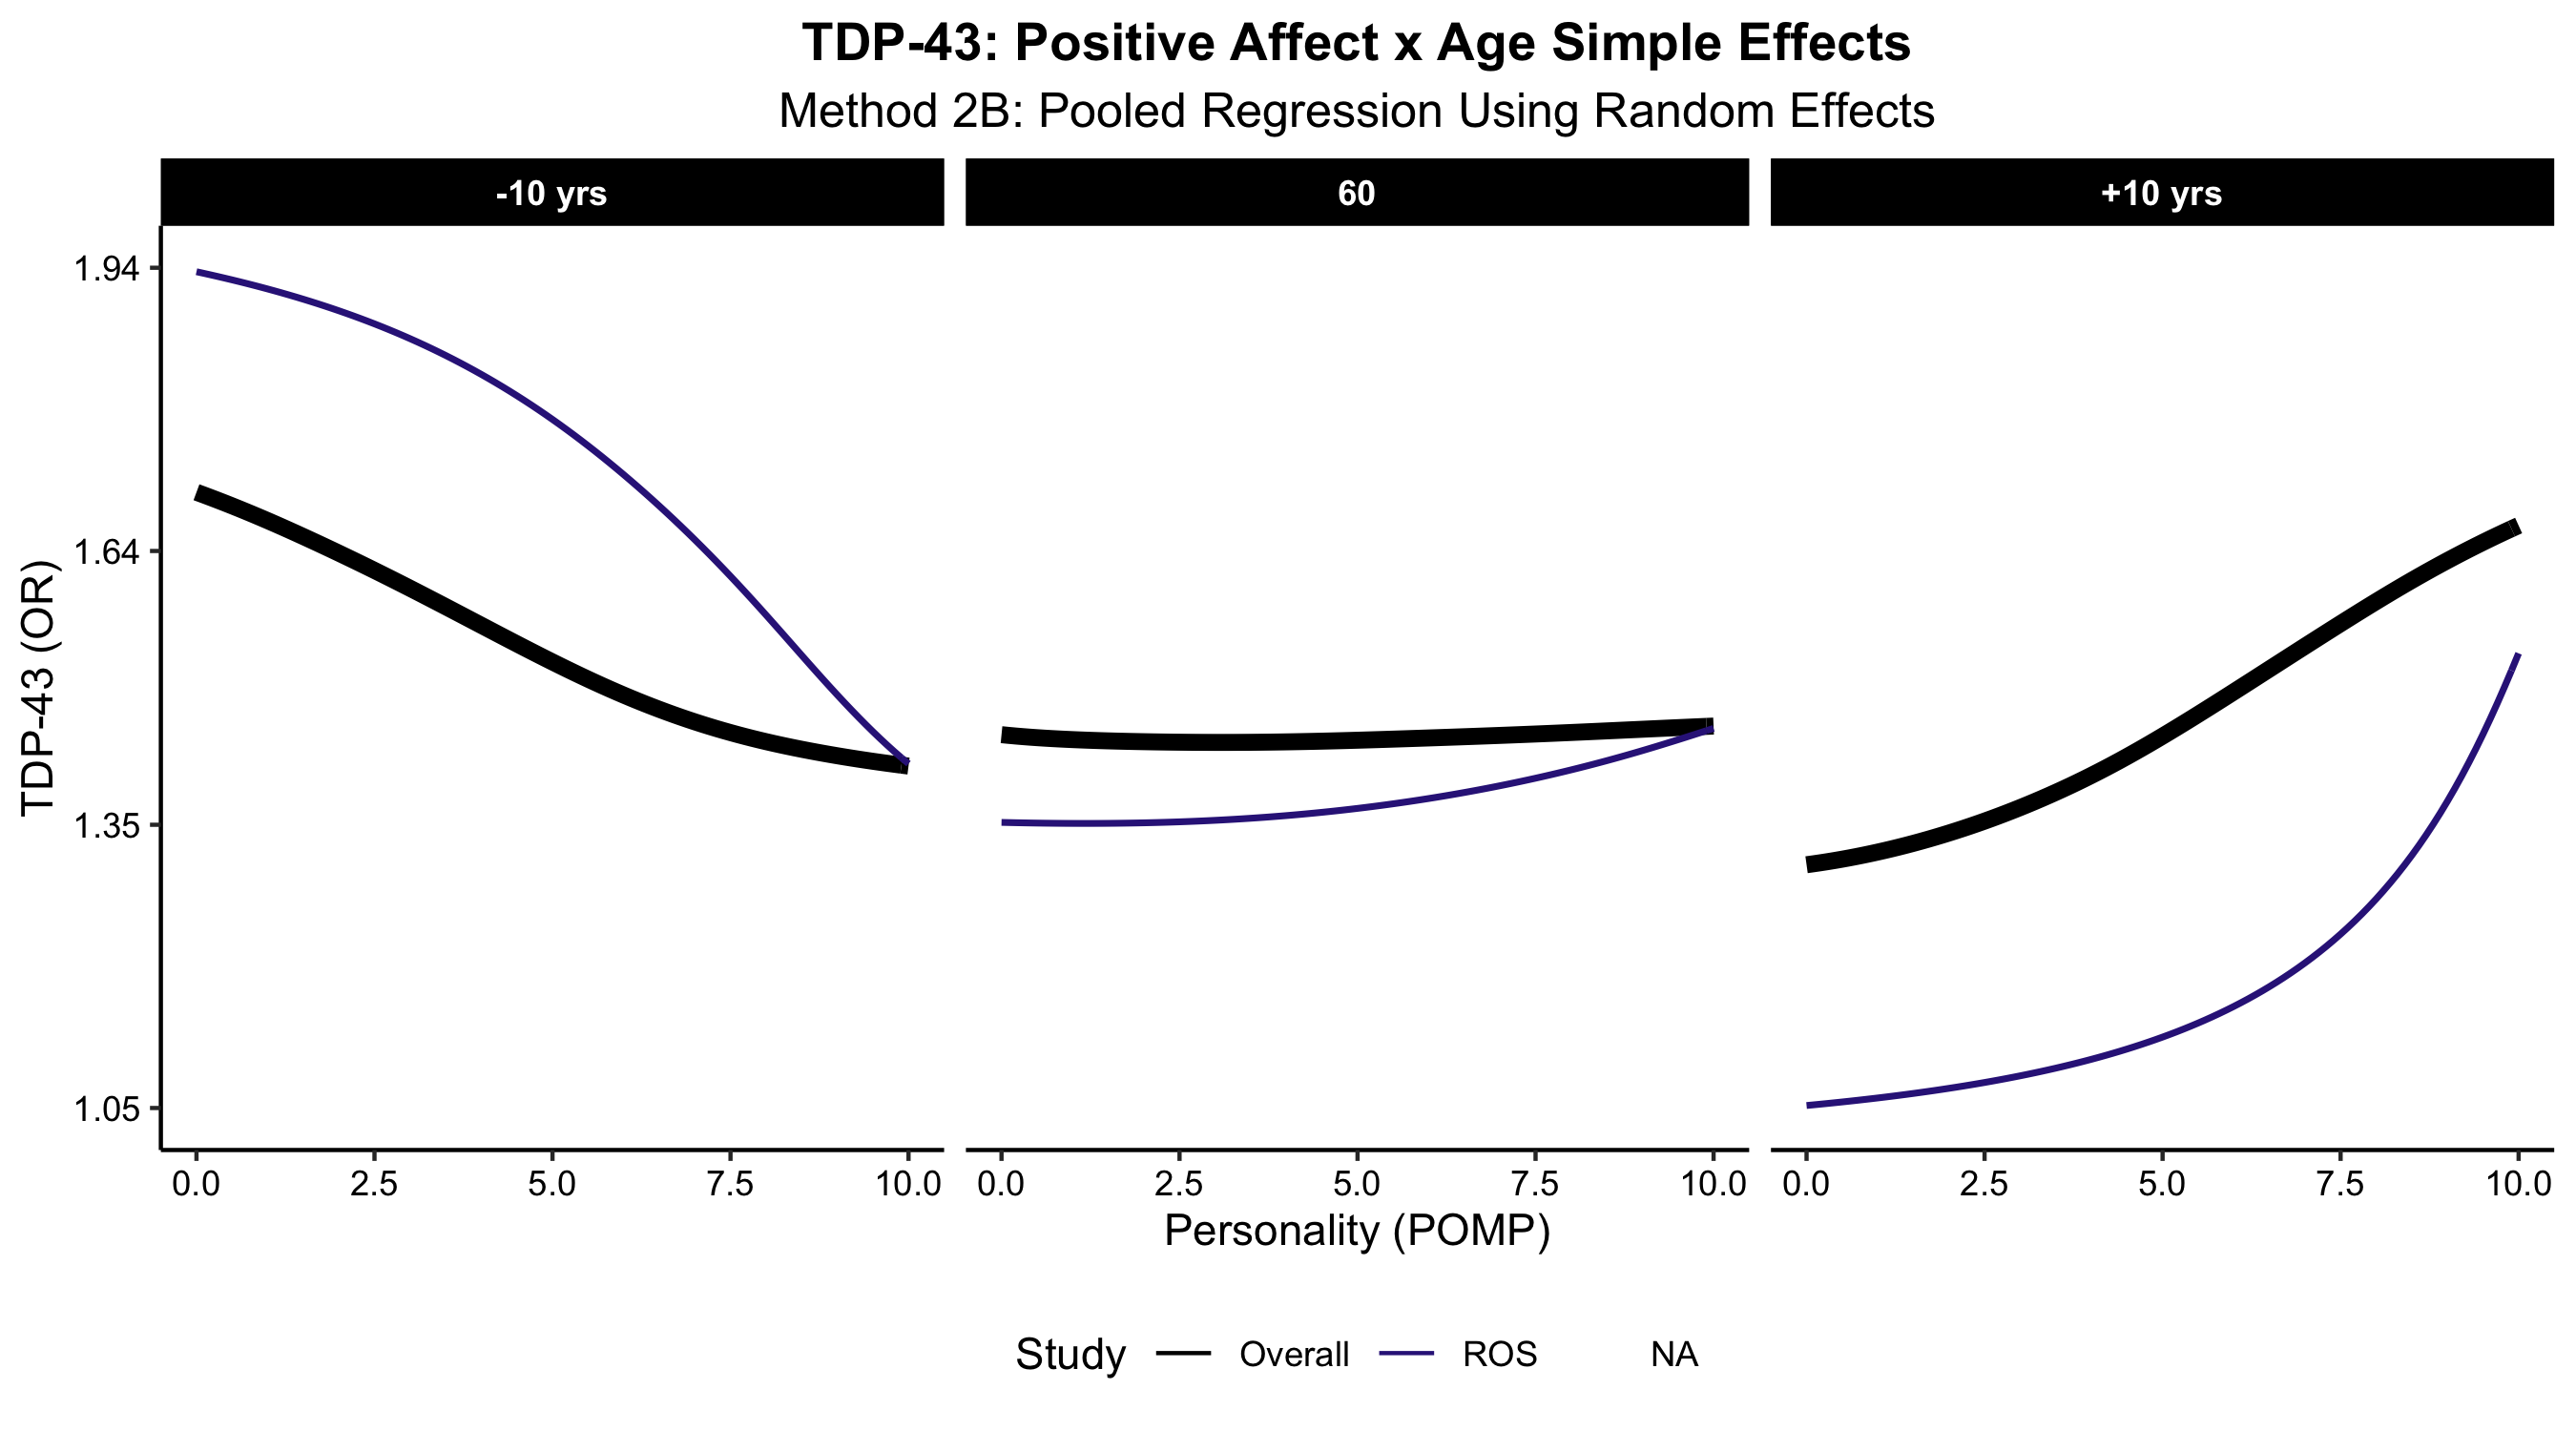 TDP-43: Positive Affect x Age Simple Effects
Method 2B: Pooled Regression Using Random Effects
-10 yrs
60
+10 yrs
TDP-43 (OR)
1.94
1.64
1.35
1.05
0.0 2.5 5.0 7.5 10.0
0.0 2.5 5.0 7.5 10.0
0.0 2.5 5.0 7.5 10.0
Personality (POMP)
Study Overall ROS NA